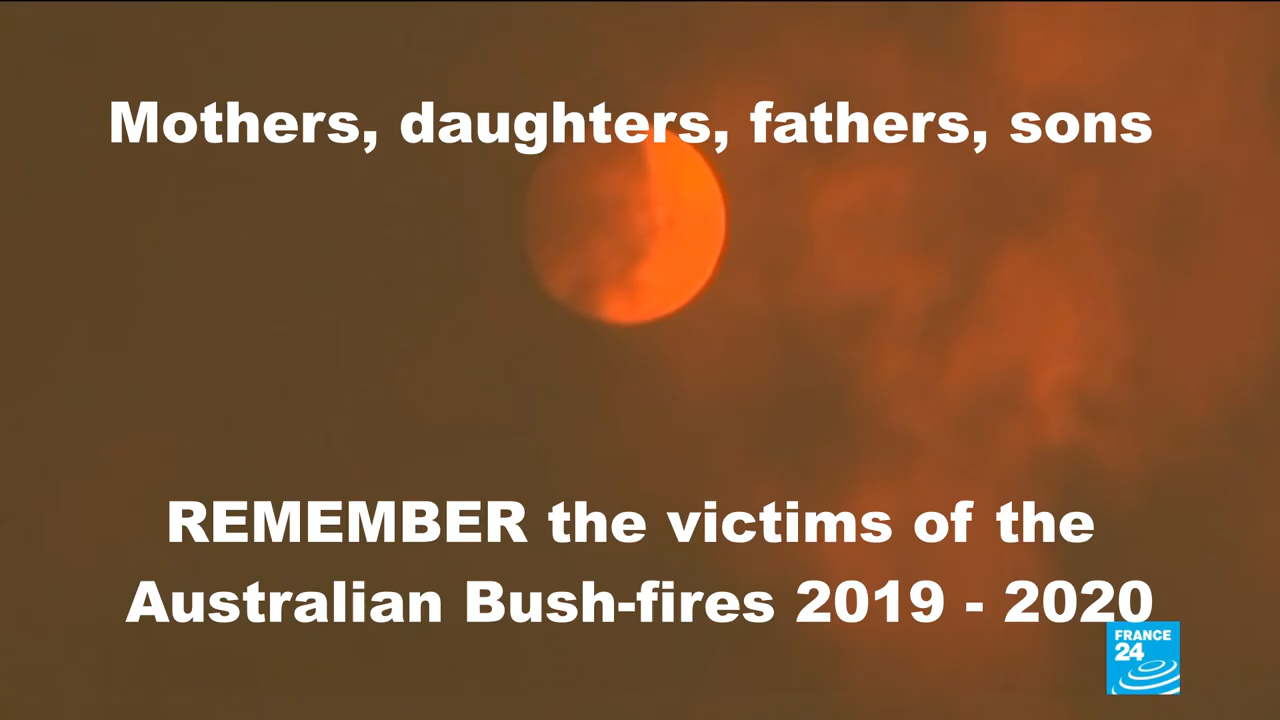 Mothers, daughters, fathers, sons
REMEMBER the victims of the
Australian Bush-fires 2019 - 2020
FRANCE
24